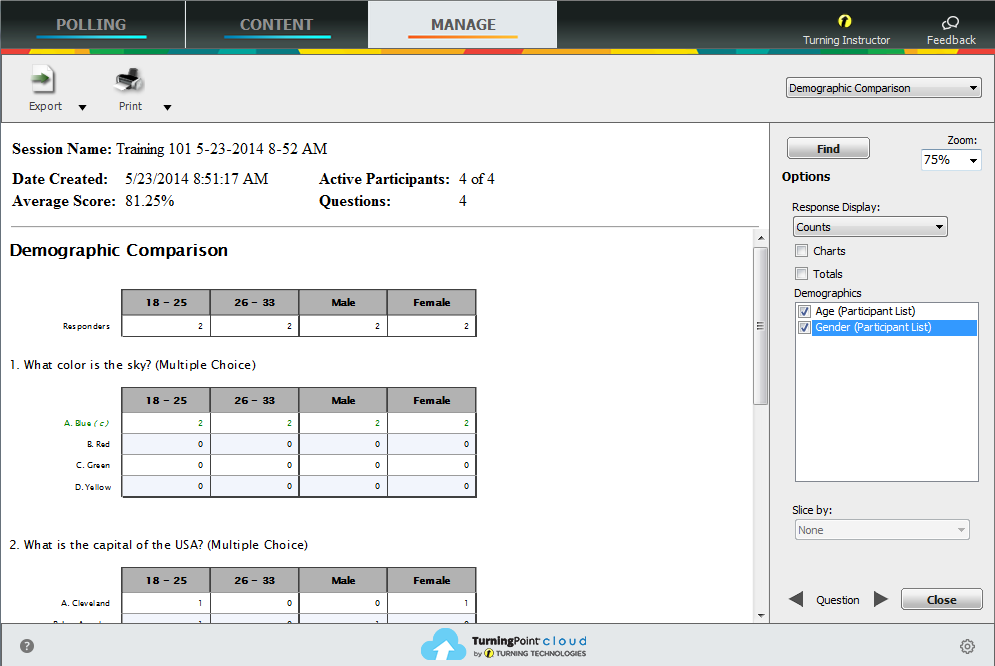 POLLING CONTENT MANAGE Turning Instructor Feedback
Export Print Demographic Comparison
Session Name: Training 101 5-23-2014 8-52 AM
Date Created: 5/23/2014 8:51:17 AM Active Participants: 4 of 4
Average Score: 81.25% Questions: 4
Demographic Comparison
18 - 25 26 - 33 Male Female
Responders 2 2 2 2
1. What color is the sky? (Multiple Choice)
18 - 25 26 - 33 Male Female
A. Blue (c) 2 2 2 2
B. Red 0 0 0 0
C. Green 0 0 0 0
D. Yellow 0 0 0 0
2. What is the capital of the USA? (Multiple Choice)
18 - 25 26 - 33 Male Female
A. Cleveland 1 0 0 1
Find
Zoom:
75%
Options
Response Display:
Counts
Charts
Totals
Demographics
Age (Participant List)
Gender (Participant List)
Slice by:
None
Question Close
? TurningPoint cloud
by TURNING TECHNOLOGIES